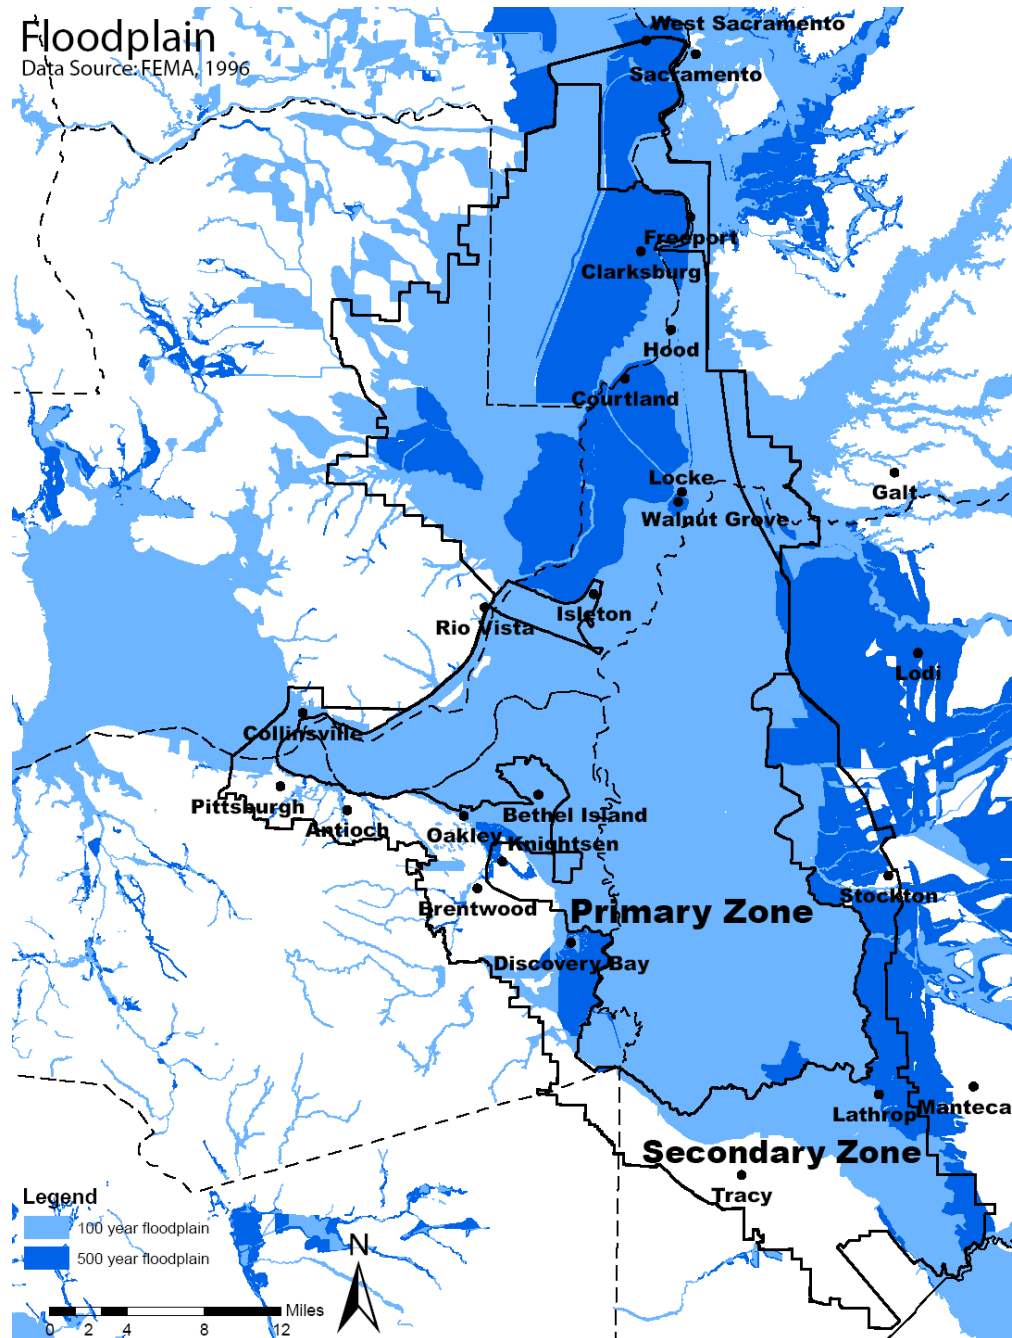 Floodplain
Data Source: FEMA, 1996
West Sacramento
Sacramento
Freeport
Clarksburg
Hood
Courtland
Locke
Galt
Walnut Grove
Isleton
Rio Vista
Lodi
Collinsville
Pittsburgh
Antioch
Bethel Island
Oakley
Knightsen
Stockton
Brentwood
Primary Zone
Discovery Bay
Lathrop
Manteca
Secondary Zone
Tracy
Legend
100 year floodplain
500 year floodplain
N
Miles
0 2 4 8 12